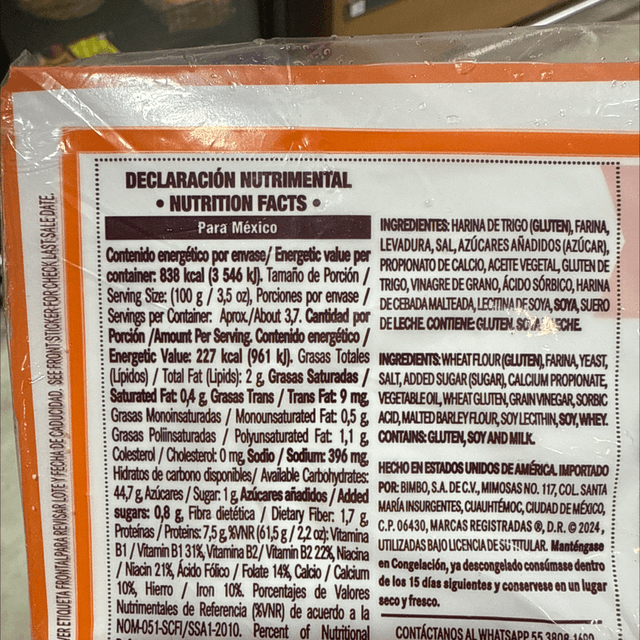 DECLARACIÓN NUTRIMENTAL
• NUTRITION FACTS •
Para México
Contenido energético por envase/ Energetic value per
container: 838 kcal (3 546 kJ). Tamaño de Porción /
Serving Size: (100 g / 3,5 oz), Porciones por envase /
Servings per Container: Aprox./About 3,7. Cantidad por
Porción /Amount Per Serving. Contenido energético /
Energetic Value: 227 kcal (961 kJ). Grasas Totales
(Lípidos) / Total Fat (Lipids): 2 g, Grasas Saturadas /
Saturated Fat: 0,4 g, Grasas Trans / Trans Fat: 9 mg,
Grasas Monoinsaturadas / Monounsaturated Fat: 0,5 g,
Grasas Poliinsaturadas / Polyunsaturated Fat: 1,1 g,
Colesterol / Cholesterol: 0 mg, Sodio / Sodium: 396 mg,
Hidratos de carbono disponibles/ Available Carbohydrates:
44,7 g, Azúcares / Sugar: 1 g, Azúcares añadidos / Added
sugars: 0,8 g, Fibra dietética / Dietary Fiber: 1,7 g,
Proteínas / Proteins: 7,5 g, %VNR (61,5 g / 2,2 oz): Vitamina
B1 / Vitamin B1 31%, Vitamina B2/ Vitamin B2 22%, Niacina
/ Niacin 21%, Ácido Fólico / Folate 14%, Calcio / Calcium
10%, Hierro / Iron 10%. Porcentajes de Valores
Nutrimentales de Referencia (%VNR) de acuerdo a la
NOM-051-SCFI/SSA1-2010. Percent of Nutritional
INGREDIENTES: HARINA DE TRIGO (GLUTEN), FARINA,
LEVADURA, SAL, AZÚCARES AÑADIDOS (AZÚCAR),
PROPIONATO DE CALCIO, ACEITE VEGETAL, GLUTEN DE
TRIGO, VINAGRE DE GRANO, ÁCIDO SÓRBICO, HARINA
DE CEBADA MALTEADA, LECITINA DE SOYA, SOYA, SUERO
DE LECHE. CONTIENE: GLUTEN, SOYA Y LECHE.
INGREDIENTS: WHEAT FLOUR (GLUTEN), FARINA, YEAST,
SALT, ADDED SUGAR (SUGAR), CALCIUM PROPIONATE,
VEGETABLE OIL, WHEAT GLUTEN, GRAIN VINEGAR, SORBIC
ACID, MALTED BARLEY FLOUR, SOY LECITHIN, SOY, WHEY.
CONTAINS: GLUTEN, SOY AND MILK.
HECHO EN ESTADOS UNIDOS DE AMÉRICA. IMPORTADO
POR: BIMBO, S.A. DE C.V., MIMOSAS NO. 117, COL. SANTA
MARÍA INSURGENTES, CUAUHTÉMOC, CIUDAD DE MÉXICO,
C.P. 06430, MARCAS REGISTRADAS ®, D.R. © 2024,
UTILIZADAS BAJO LICENCIA DE SU TITULAR. Manténgase
en Congelación, ya descongelado consúmase dentro
de los 15 días siguientes y consérvese en un lugar
seco y fresco.
CONTÁCTANOS AL WHATSAPP 55 3808 1690
VER ETIQUETA FRONTAL PARA REVISAR LOTE Y FECHA DE CADUCIDAD. SEE FRONT STICKER FOR CHECK LAST SALE DATE.